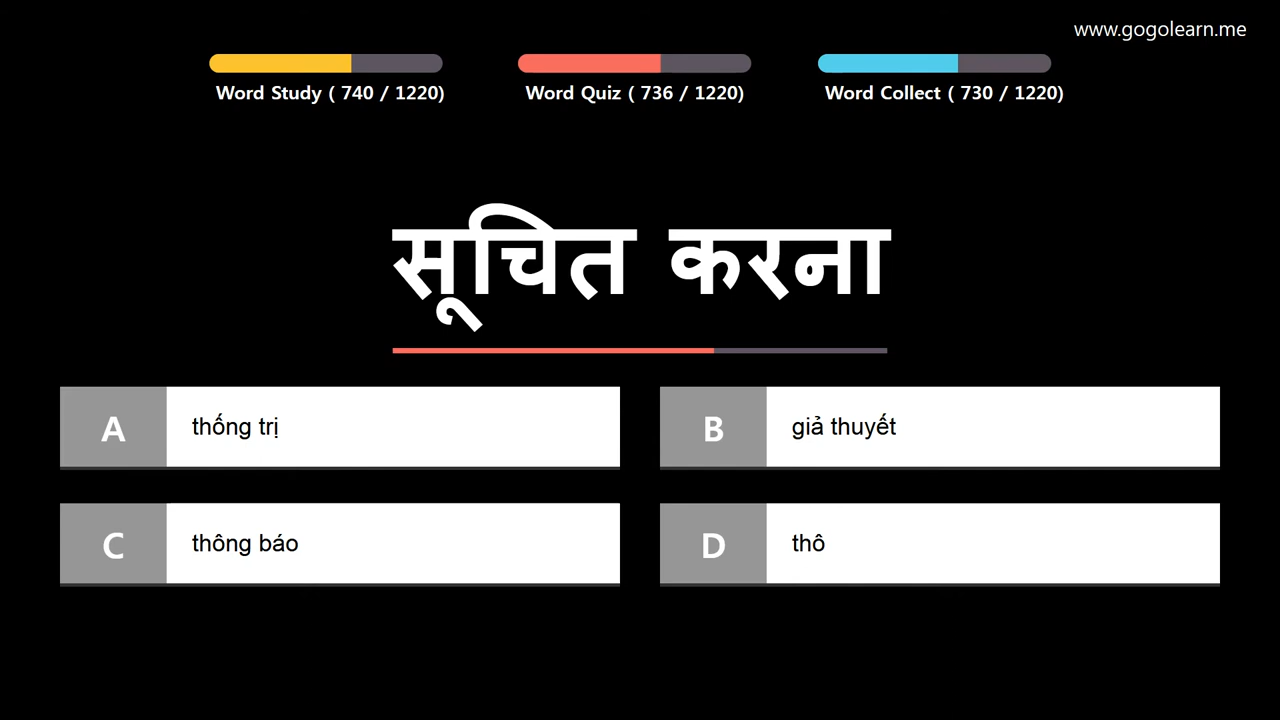 www.gogolearn.me
Word Study ( 740 / 1220)
Word Quiz ( 736 / 1220)
Word Collect ( 730 / 1220)
सूचित करना
A
thống trị
B
giả thuyết
C
thông báo
D
thô